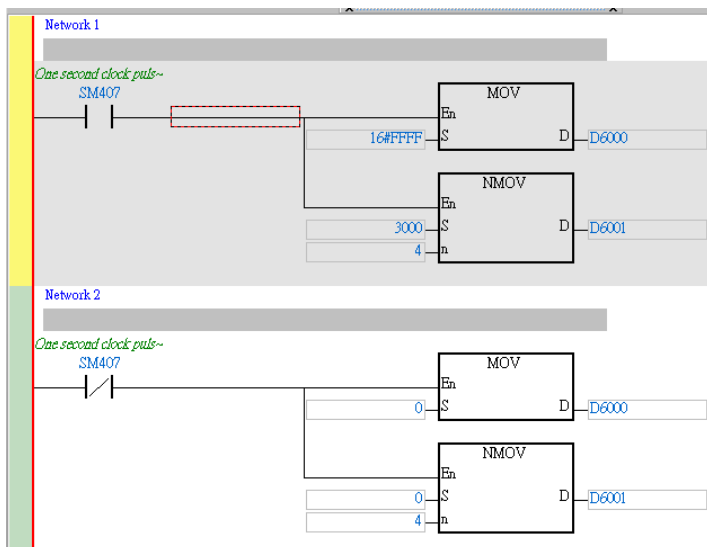 Network 1
One second clock puls~
SM407
MOV
En
16#FFFF S D D6000
NMOV
En
3000 S D D6001
4 n
Network 2
One second clock puls~
SM407
MOV
En
0 S D D6000
NMOV
En
0 S D D6001
4 n